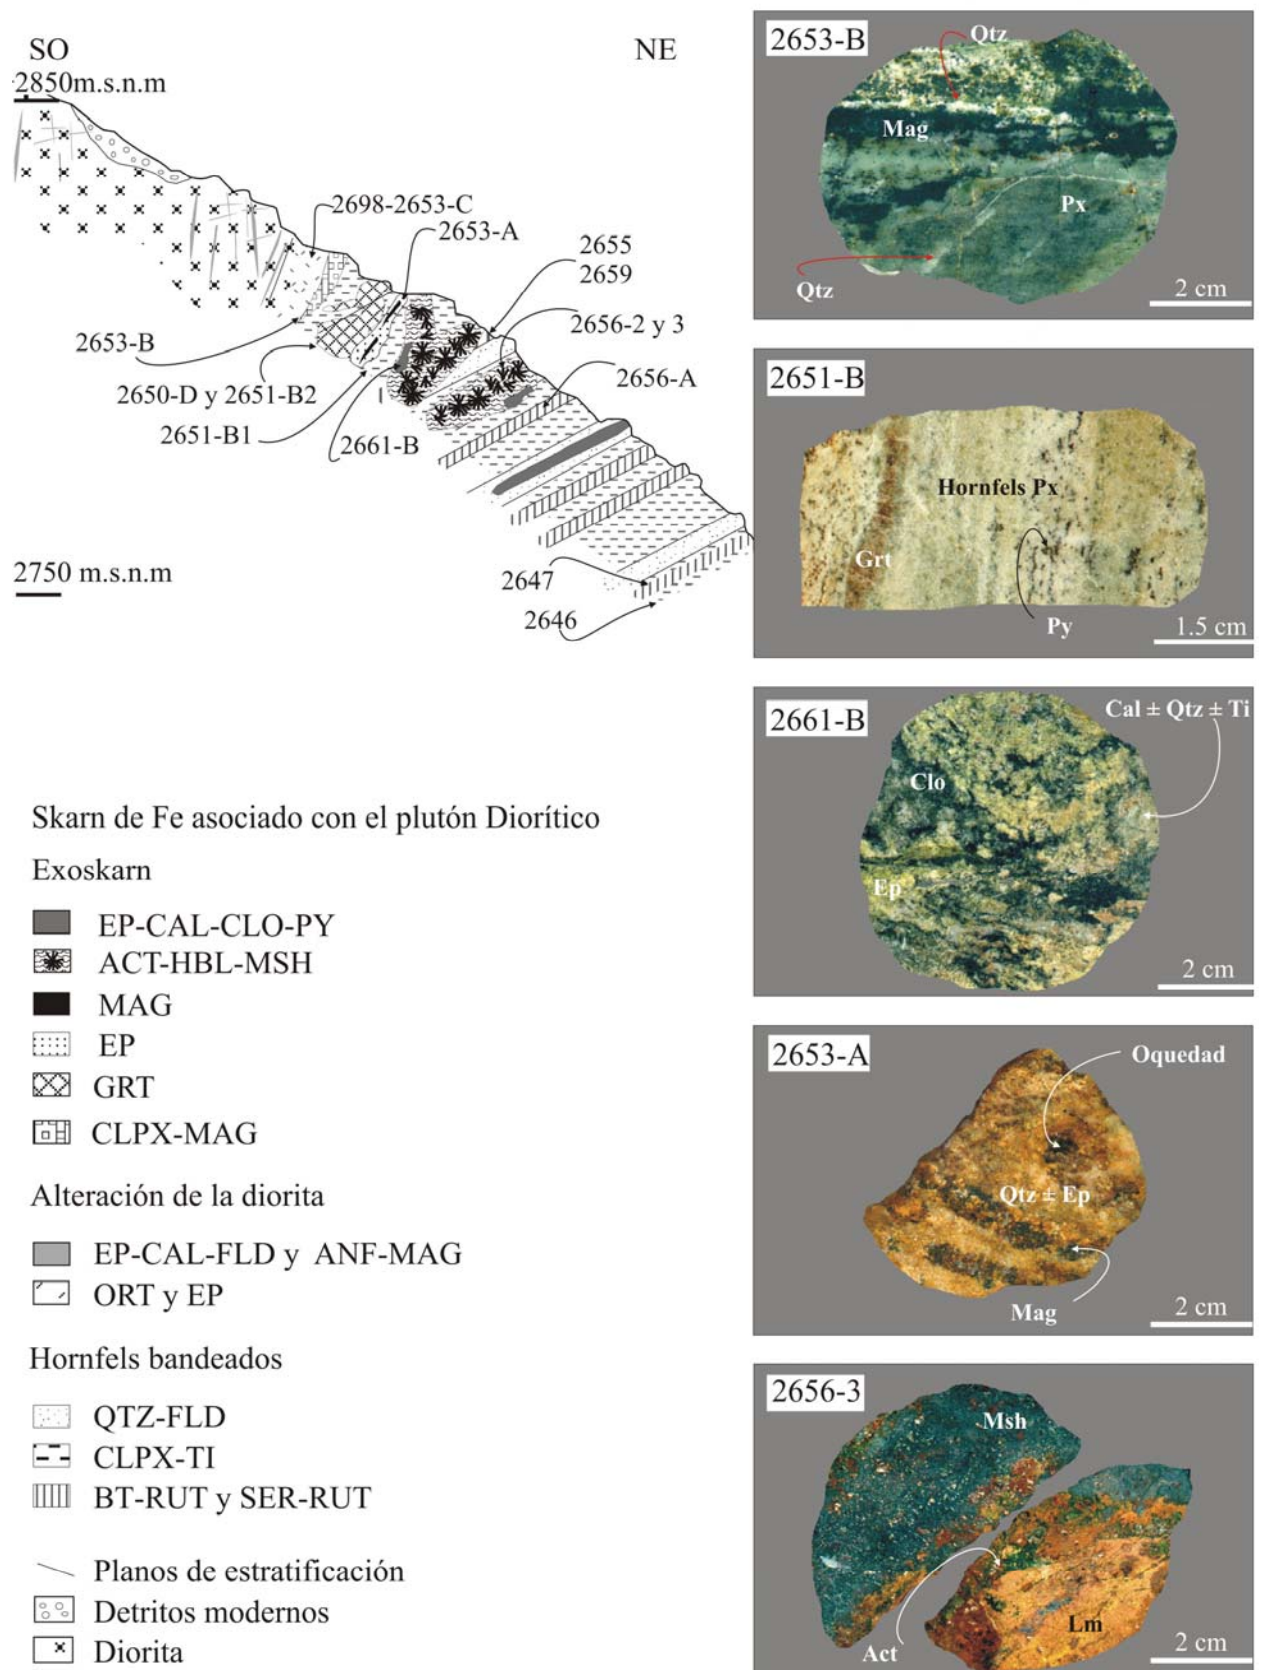 SO
NE
2850m.s.n.m
2698-2653-C
2653-A
2655
2659
2656-2 y 3
2653-B
2656-A
2650-D y 2651-B2
2651-B1
2661-B
2750 m.s.n.m
2647
2646
Skarn de Fe asociado con el plutón Diorítico
Exoskarn
EP-CAL-CLO-PY
ACT-HBL-MSH
MAG
EP
GRT
CLPX-MAG
Alteración de la diorita
EP-CAL-FLD y ANF-MAG
ORT y EP
Hornfels bandeados
QTZ-FLD
CLPX-TI
BT-RUT y SER-RUT
Planos de estratificación
Detritos modernos
Diorita
2653-B
Qtz
Mag
Px
Qtz
2 cm
2651-B
Hornfels Px
Grt
Py
1.5 cm
2661-B
Cal ± Qtz ± Ti
Clo
Ep
2 cm
2653-A
Oquedad
Qtz ± Ep
Mag
2 cm
2656-3
Msh
Act
Lm
2 cm